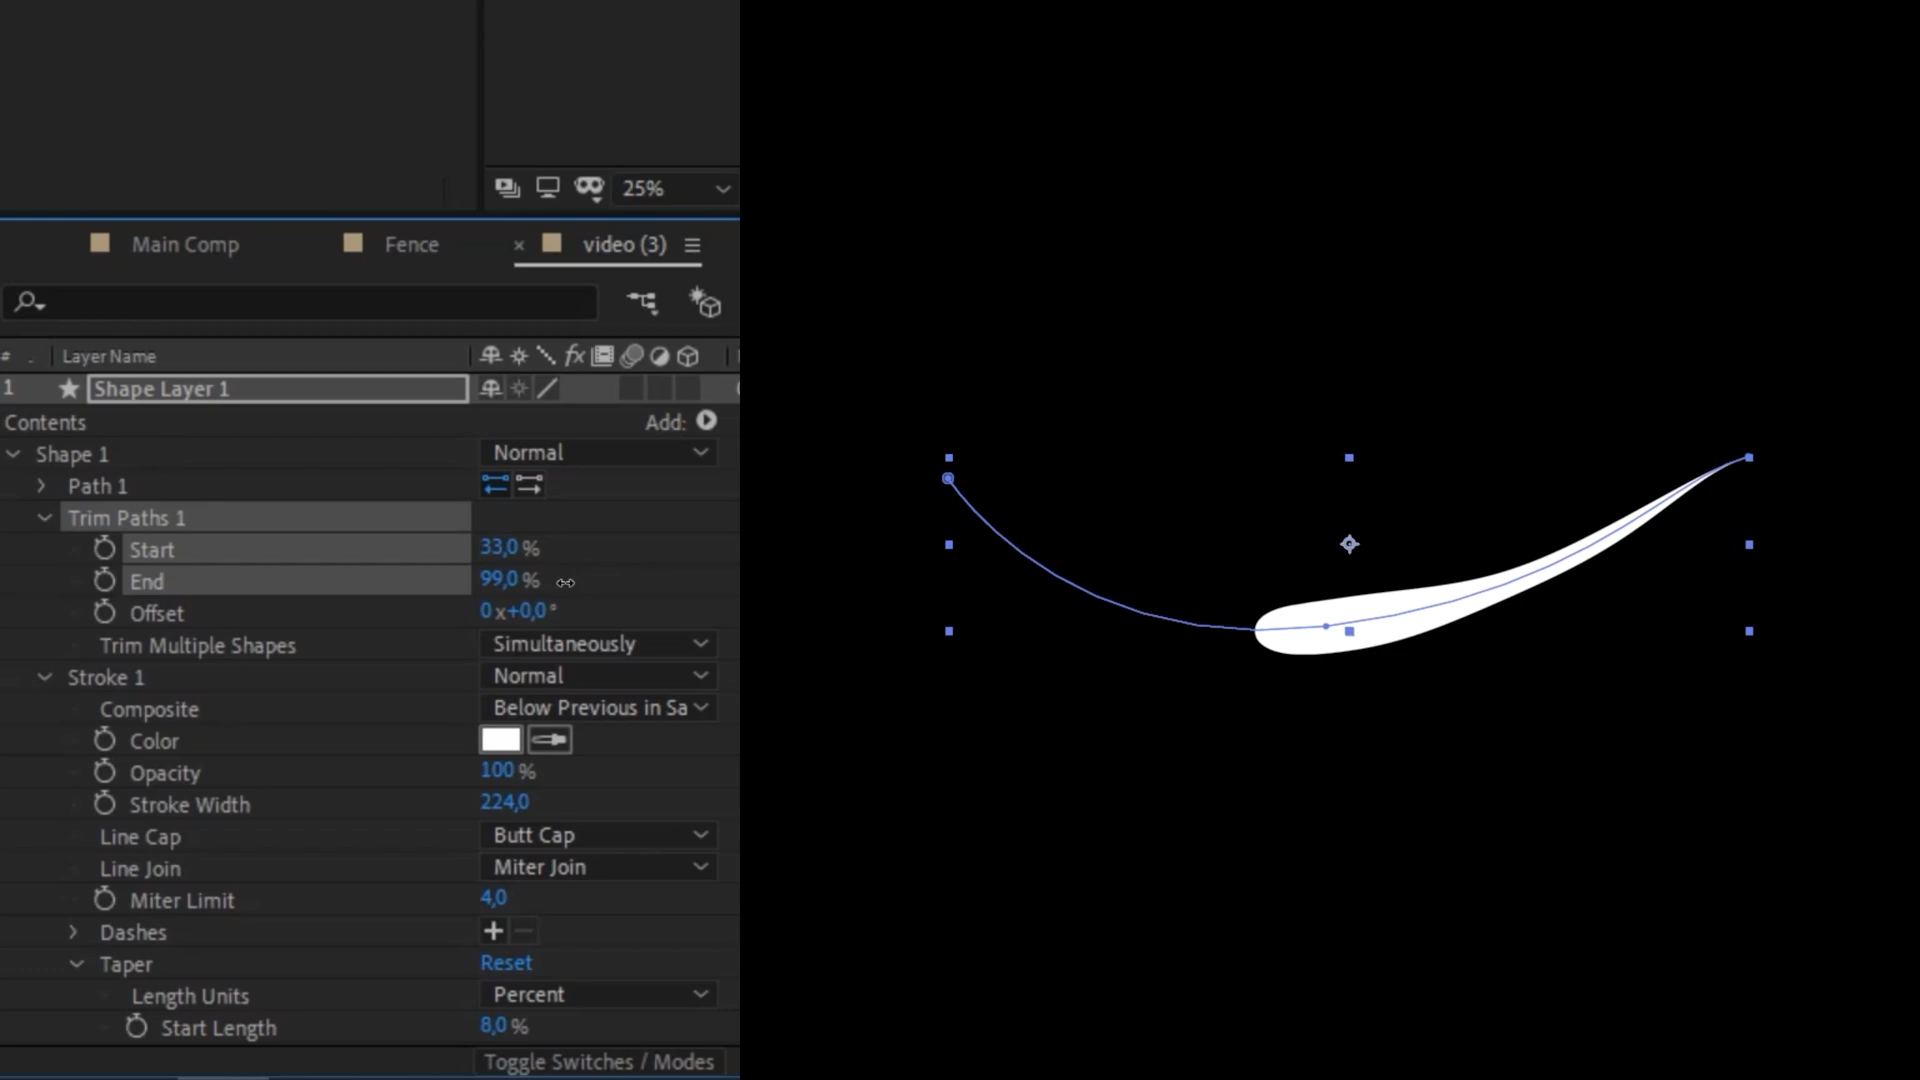 25%
Main Comp Fence × video (3)
# . Layer Name fx
1 Shape Layer 1
Contents Add:
Shape 1 Normal
Path 1
Trim Paths 1
Start 33,0 %
End 99,0 %
Offset 0 x+0,0 °
Trim Multiple Shapes Simultaneously
Stroke 1 Normal
Composite Below Previous in Sa
Color
Opacity 100 %
Stroke Width 224,0
Line Cap Butt Cap
Line Join Miter Join
Miter Limit 4,0
Dashes + −
Taper Reset
Length Units Percent
Start Length 8,0 %
Toggle Switches / Modes